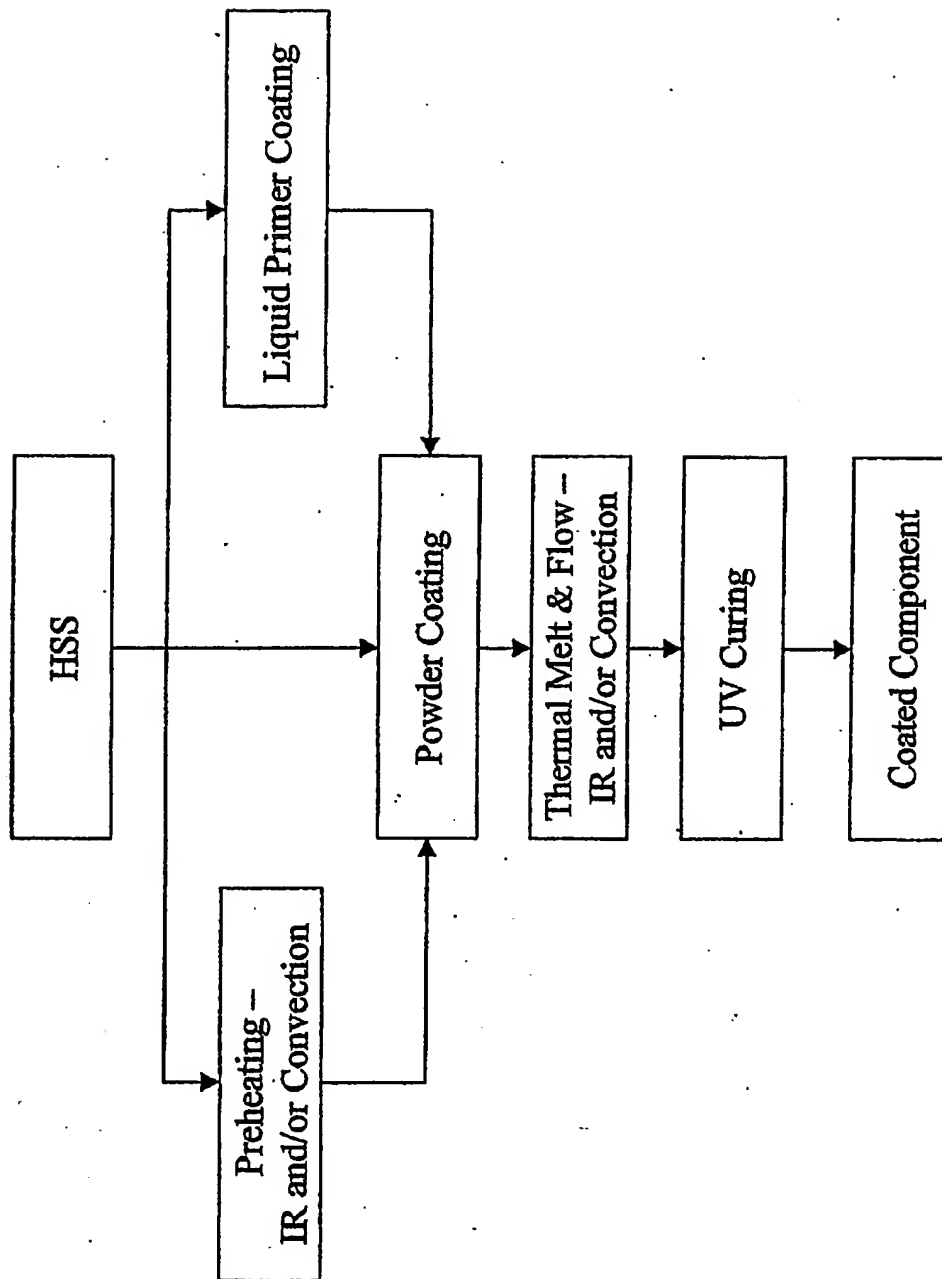 HSS
Preheating –
IR and/or Convection
Liquid Primer Coating
Powder Coating
Thermal Melt & Flow –
IR and/or Convection
UV Curing
Coated Component